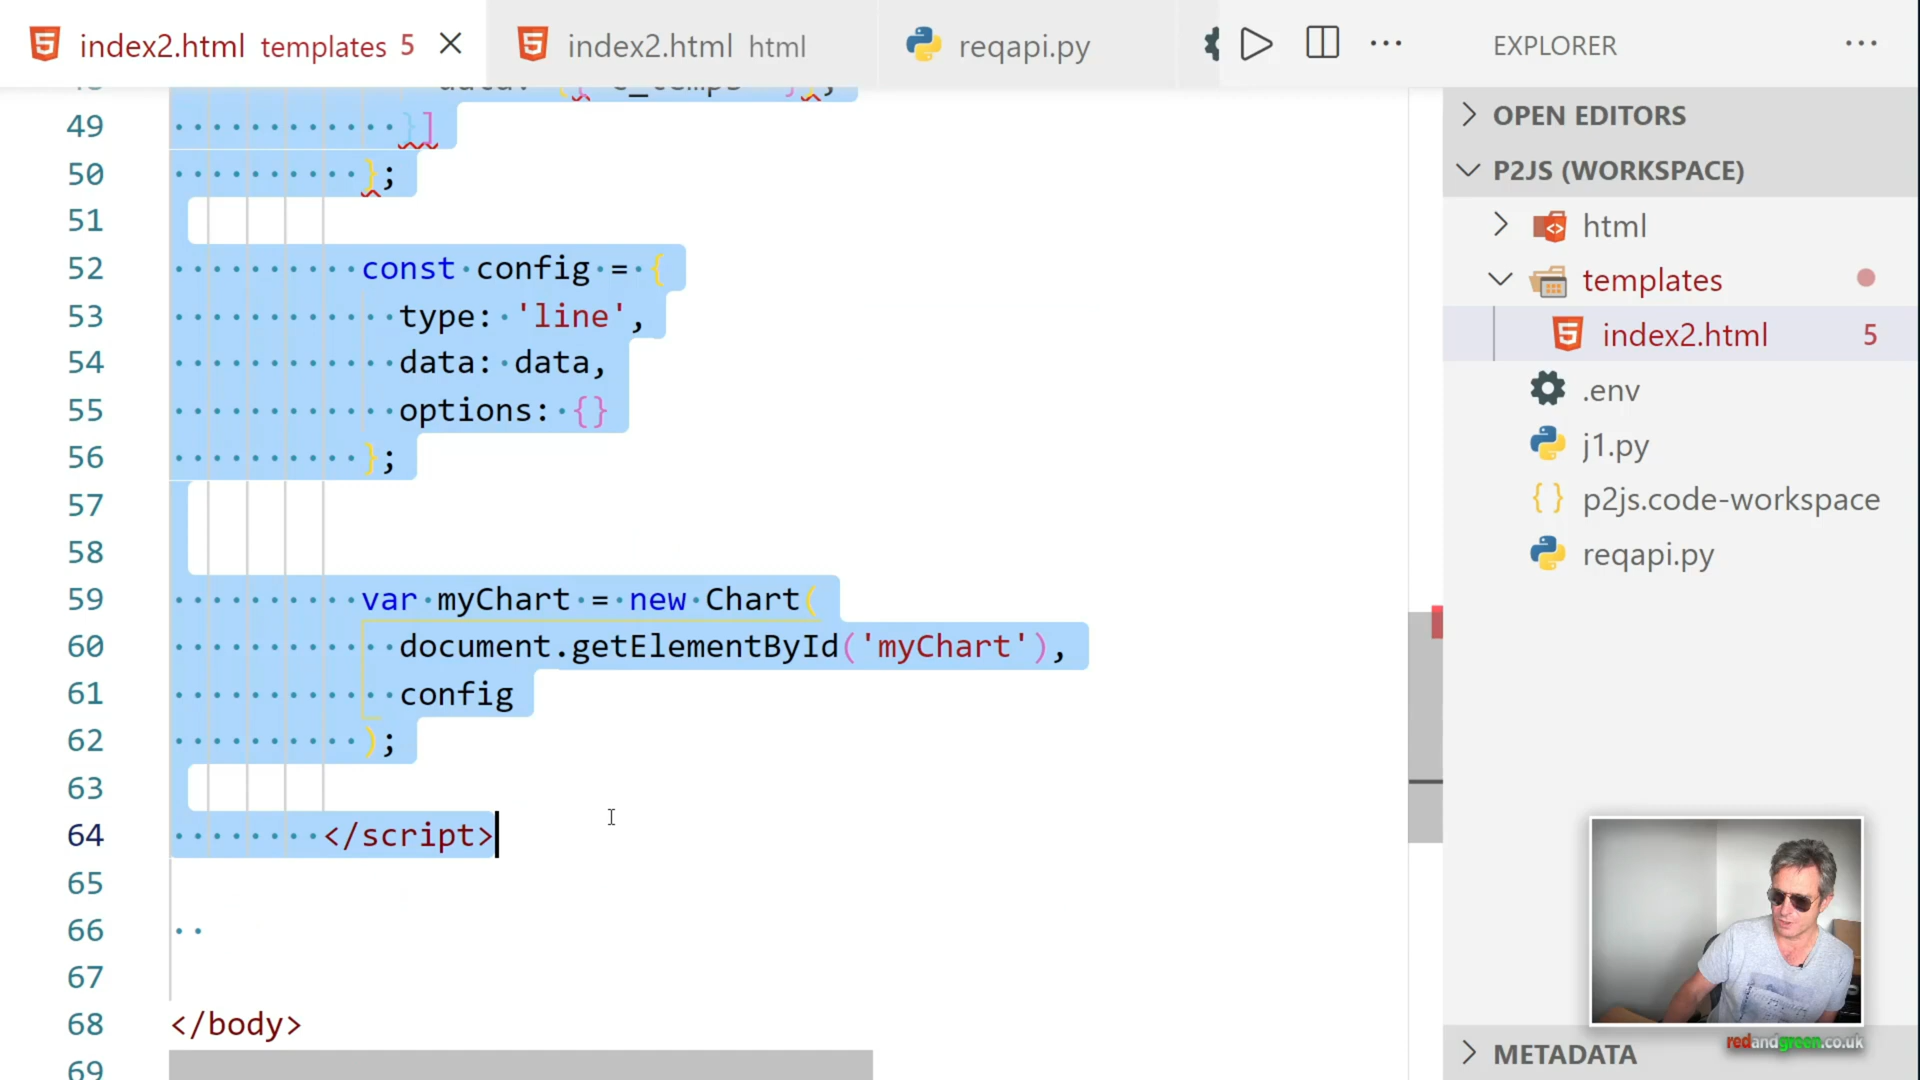 index2.html templates 5
index2.html html
reqapi.py
EXPLORER
49 }]
50 };
51
52 const config = {
53 type: 'line',
54 data: data,
55 options: {}
56 };
57
58
59 var myChart = new Chart(
60 document.getElementById('myChart'),
61 config
62 );
63
64 </script>
65
66
67
68 </body>
69
OPEN EDITORS
P2JS (WORKSPACE)
html
templates
index2.html 5
.env
j1.py
p2js.code-workspace
reqapi.py
METADATA
redandgreen.co.uk